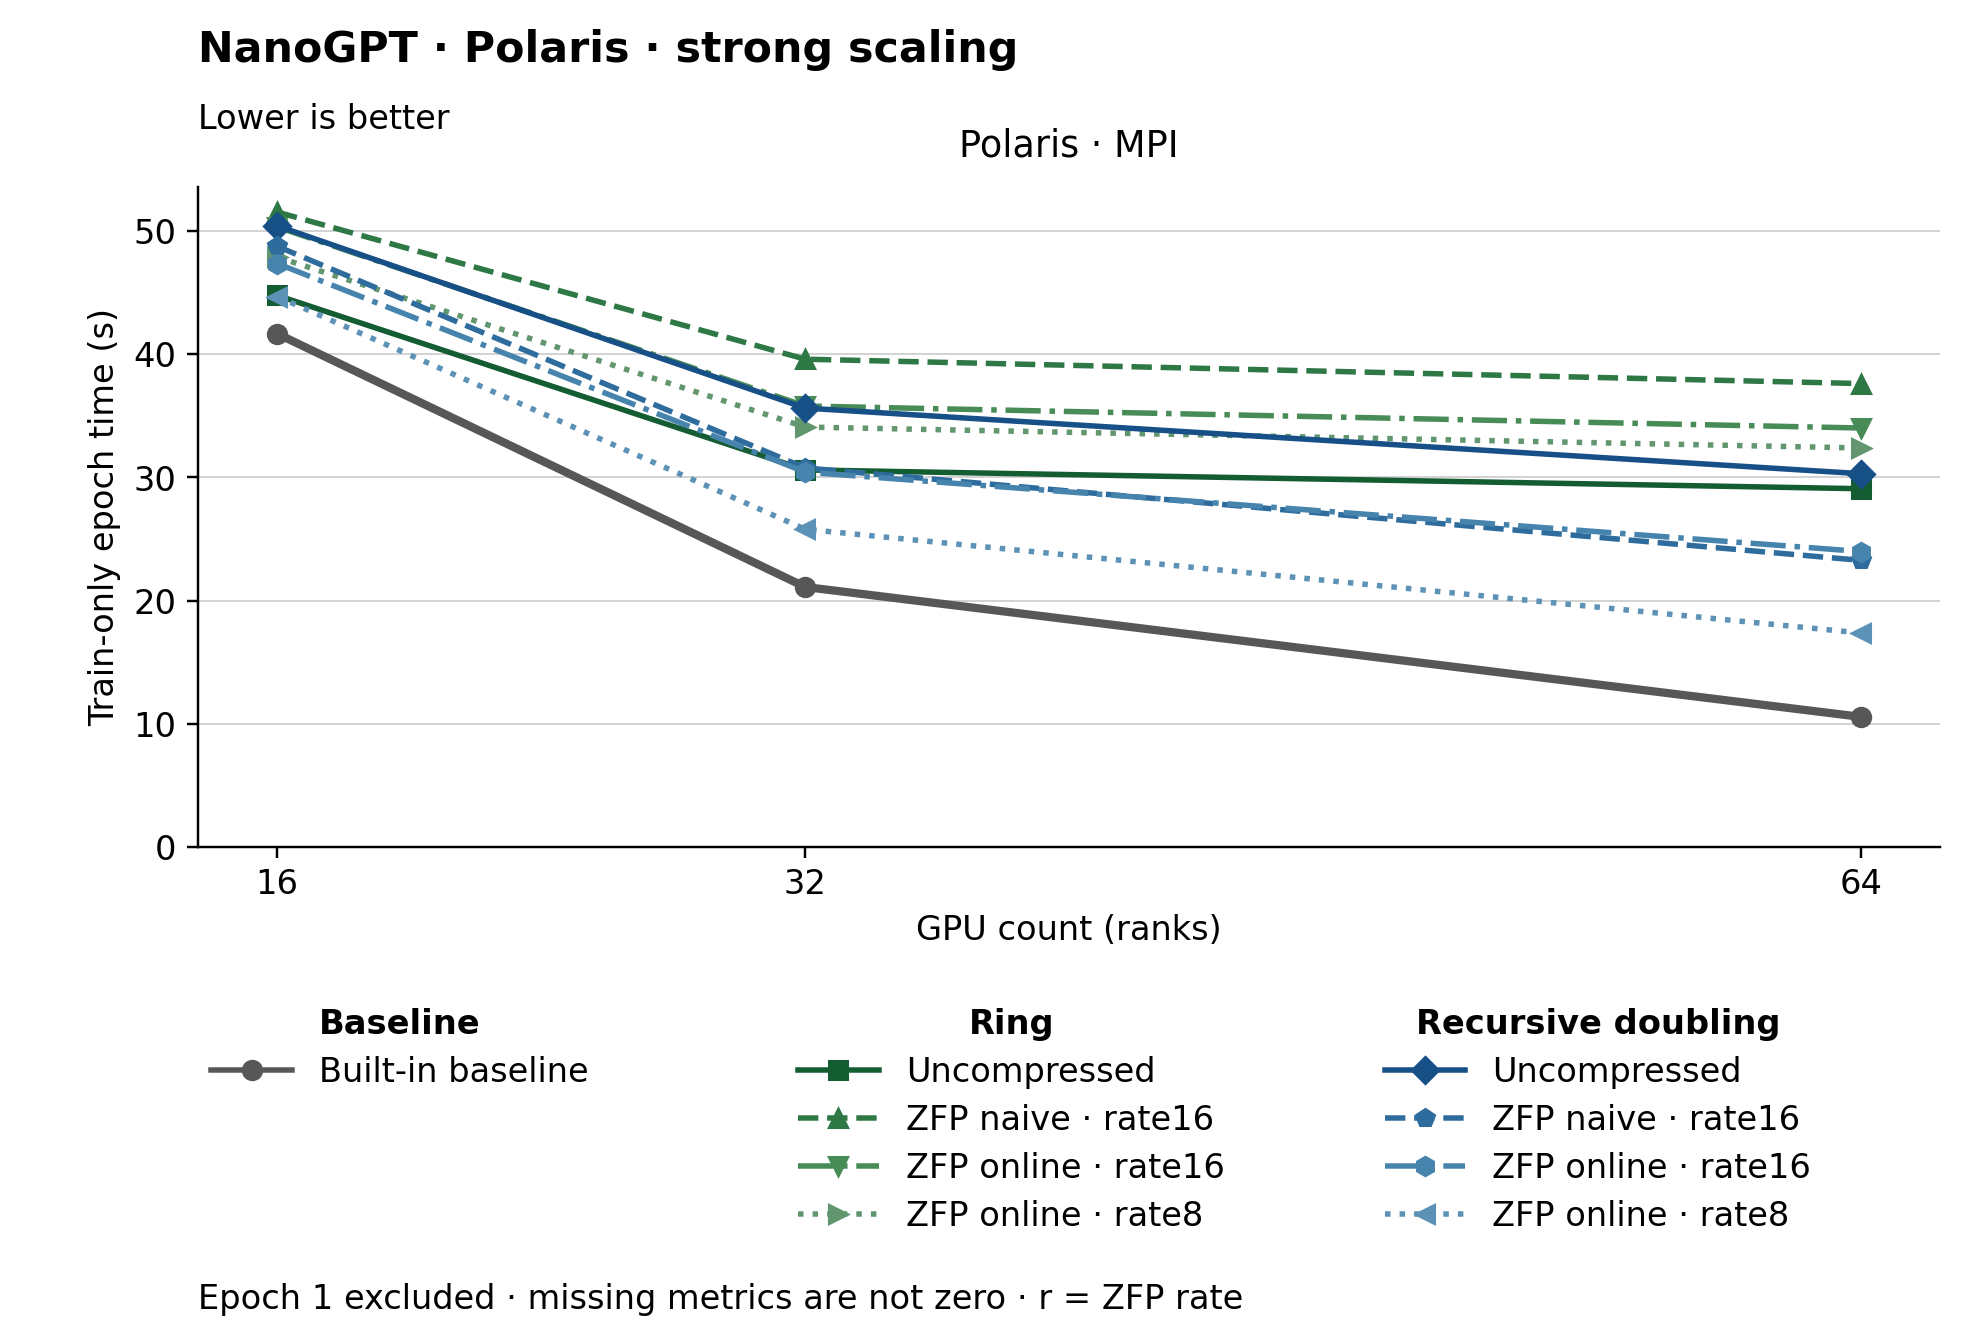 NanoGPT · Polaris · strong scaling
Lower is better
Polaris · MPI
Train-only epoch time (s)
50
40
30
20
10
0
16 32 64
GPU count (ranks)
Baseline
Built-in baseline
Ring
Uncompressed
ZFP naive · rate16
ZFP online · rate16
ZFP online · rate8
Recursive doubling
Uncompressed
ZFP naive · rate16
ZFP online · rate16
ZFP online · rate8
Epoch 1 excluded · missing metrics are not zero · r = ZFP rate